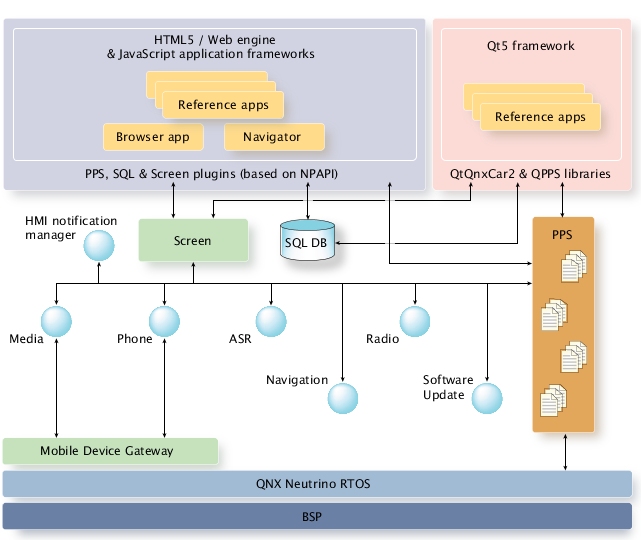 HTML5 / Web engine
& JavaScript application frameworks
Reference apps
Browser app
Navigator
PPS, SQL & Screen plugins (based on NPAPI)
Qt5 framework
Reference apps
QtQnxCar2 & QPPS libraries
HMI notification
manager
Screen
SQL DB
PPS
Media
Phone
ASR
Radio
Navigation
Software
Update
Mobile Device Gateway
QNX Neutrino RTOS
BSP